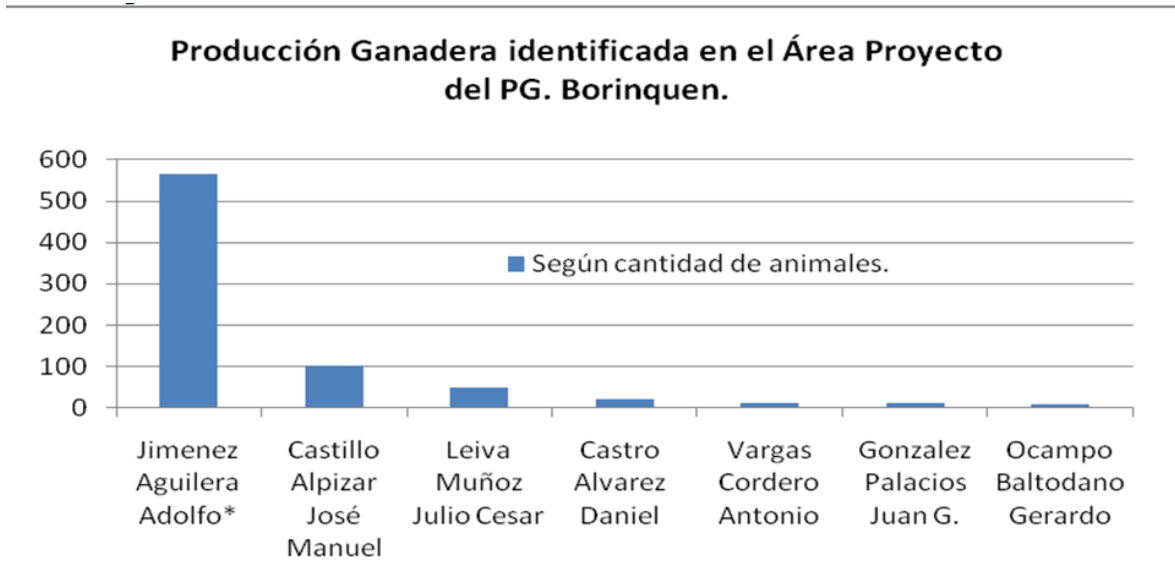 Producción Ganadera identificada en el Área Proyecto
del PG. Borinquen.
600
500
400
300
200
100
0
Según cantidad de animales.
Jimenez
Aguilera
Adolfo*
Castillo
Alpizar
José
Manuel
Leiva
Muñoz
Julio Cesar
Castro
Alvarez
Daniel
Vargas
Cordero
Antonio
Gonzalez
Palacios
Juan G.
Ocampo
Baltodano
Gerardo